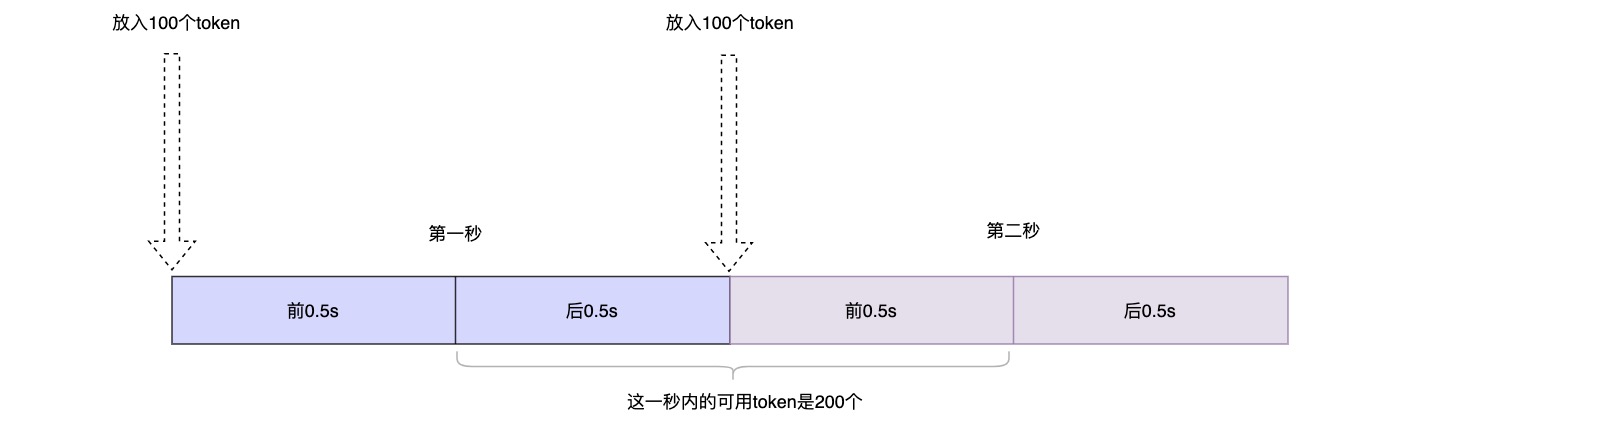 放入100个token
放入100个token
第一秒
第二秒
前0.5s
后0.5s
前0.5s
后0.5s
这一秒内的可用token是200个